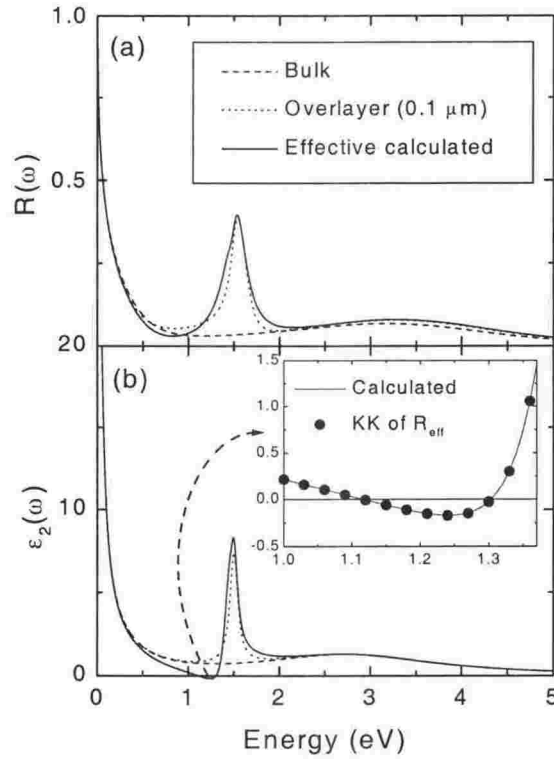 (a)
Bulk
Overlayer (0.1 μm)
Effective calculated
R(ω)
1.0
0.5
0.0
20
(b)
1.5
1.0
0.5
0.0
-0.5
Calculated
KK of R_eff
1.0 1.1 1.2 1.3
ε₂(ω)
10
0
0 1 2 3 4 5
Energy (eV)